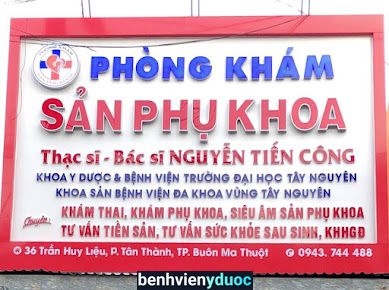 PHÒNG KHÁM
SẢN PHỤ KHOA
Thạc sĩ - Bác sĩ NGUYỄN TIẾN CÔNG
KHOA Y DƯỢC & BỆNH VIỆN TRƯỜNG ĐẠI HỌC TÂY NGUYÊN
KHOA SẢN BỆNH VIỆN ĐA KHOA VÙNG TÂY NGUYÊN
Chuyên:
KHÁM THAI, KHÁM PHỤ KHOA, SIÊU ÂM SẢN PHỤ KHOA
TƯ VẤN TIỀN SẢN, TƯ VẤN SỨC KHỎE SAU SINH, KHHGĐ
36 Trần Huy Liệu, P. Tân Thành, TP. Buôn Ma Thuột
0943. 744 488
benhvienyduoc